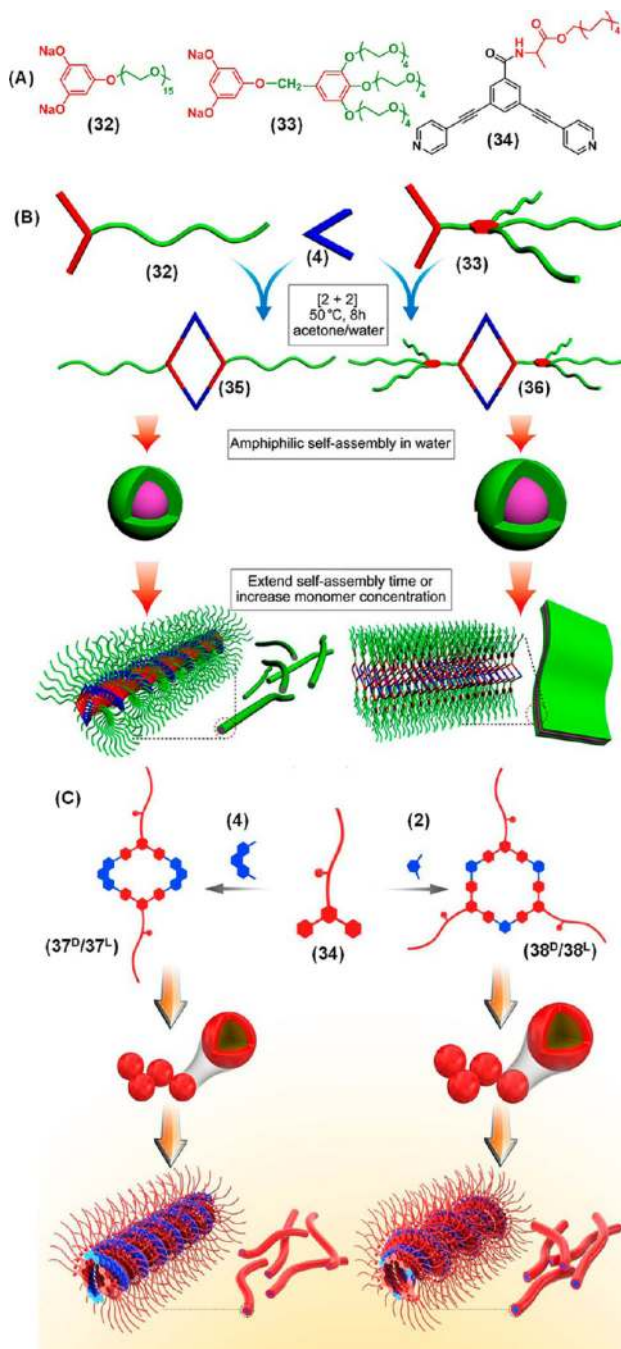 (A)
NaO
NaO
O
O
15
(32)
NaO
NaO
O-CH₂
O
O
4
O
O
4
O
O
4
(33)
O
HN
O
O
4
N
N
(34)
(B)
(32)
(4)
(33)
[2 + 2]
50°C, 8h
acetone/water
(35)
(36)
Amphiphilic self-assembly in water
Extend self-assembly time or
increase monomer concentration
(C)
(4)
(2)
(37ᴰ/37ᴸ)
(34)
(38ᴰ/38ᴸ)